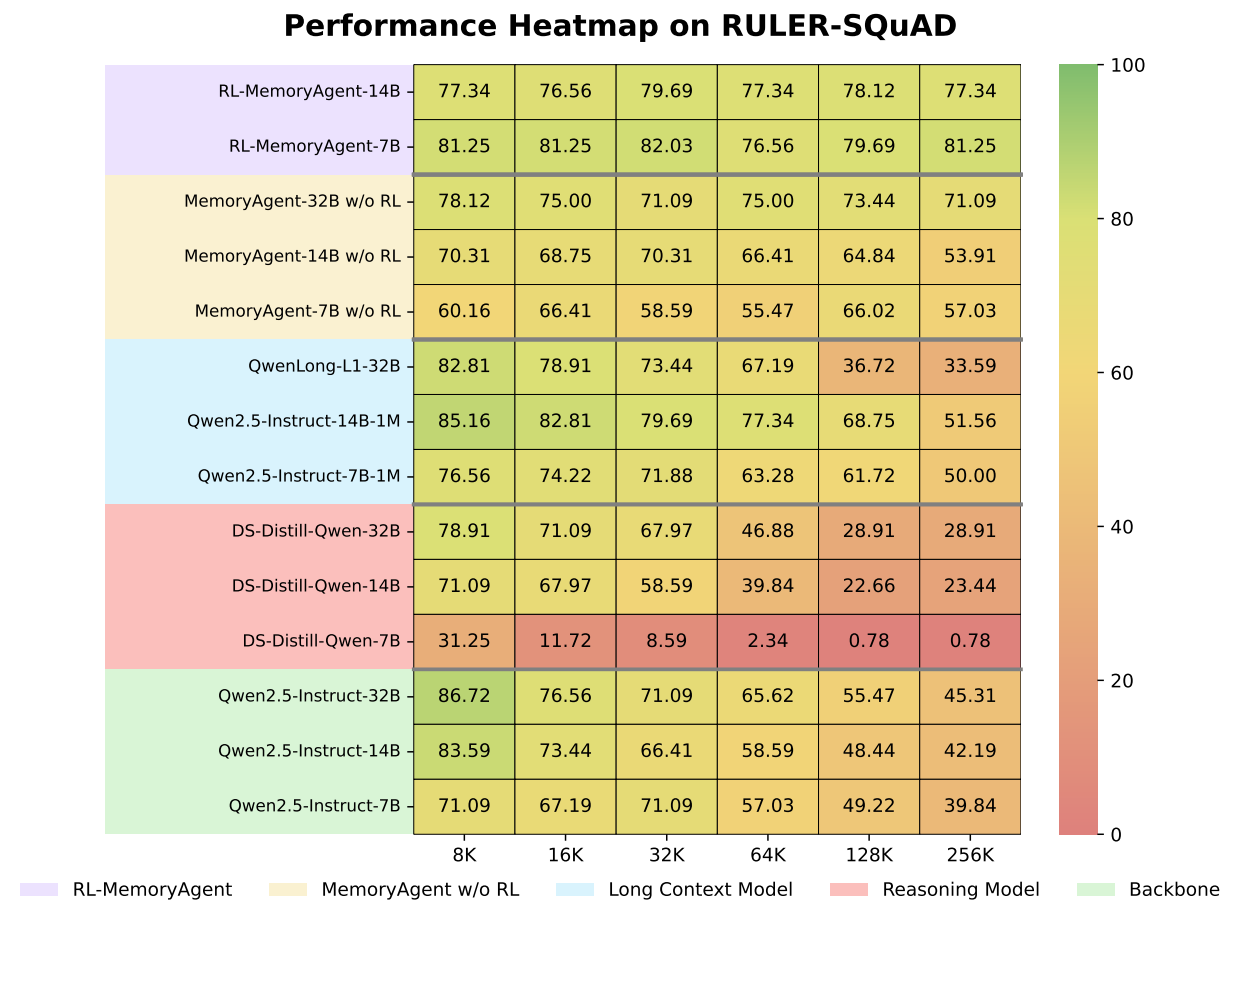 Performance Heatmap on RULER-SQuAD
RL-MemoryAgent-14B 77.34 76.56 79.69 77.34 78.12 77.34
RL-MemoryAgent-7B 81.25 81.25 82.03 76.56 79.69 81.25
MemoryAgent-32B w/o RL 78.12 75.00 71.09 75.00 73.44 71.09
MemoryAgent-14B w/o RL 70.31 68.75 70.31 66.41 64.84 53.91
MemoryAgent-7B w/o RL 60.16 66.41 58.59 55.47 66.02 57.03
QwenLong-L1-32B 82.81 78.91 73.44 67.19 36.72 33.59
Qwen2.5-Instruct-14B-1M 85.16 82.81 79.69 77.34 68.75 51.56
Qwen2.5-Instruct-7B-1M 76.56 74.22 71.88 63.28 61.72 50.00
DS-Distill-Qwen-32B 78.91 71.09 67.97 46.88 28.91 28.91
DS-Distill-Qwen-14B 71.09 67.97 58.59 39.84 22.66 23.44
DS-Distill-Qwen-7B 31.25 11.72 8.59 2.34 0.78 0.78
Qwen2.5-Instruct-32B 86.72 76.56 71.09 65.62 55.47 45.31
Qwen2.5-Instruct-14B 83.59 73.44 66.41 58.59 48.44 42.19
Qwen2.5-Instruct-7B 71.09 67.19 71.09 57.03 49.22 39.84
8K 16K 32K 64K 128K 256K
100
80
60
40
20
0
RL-MemoryAgent MemoryAgent w/o RL Long Context Model Reasoning Model Backbone